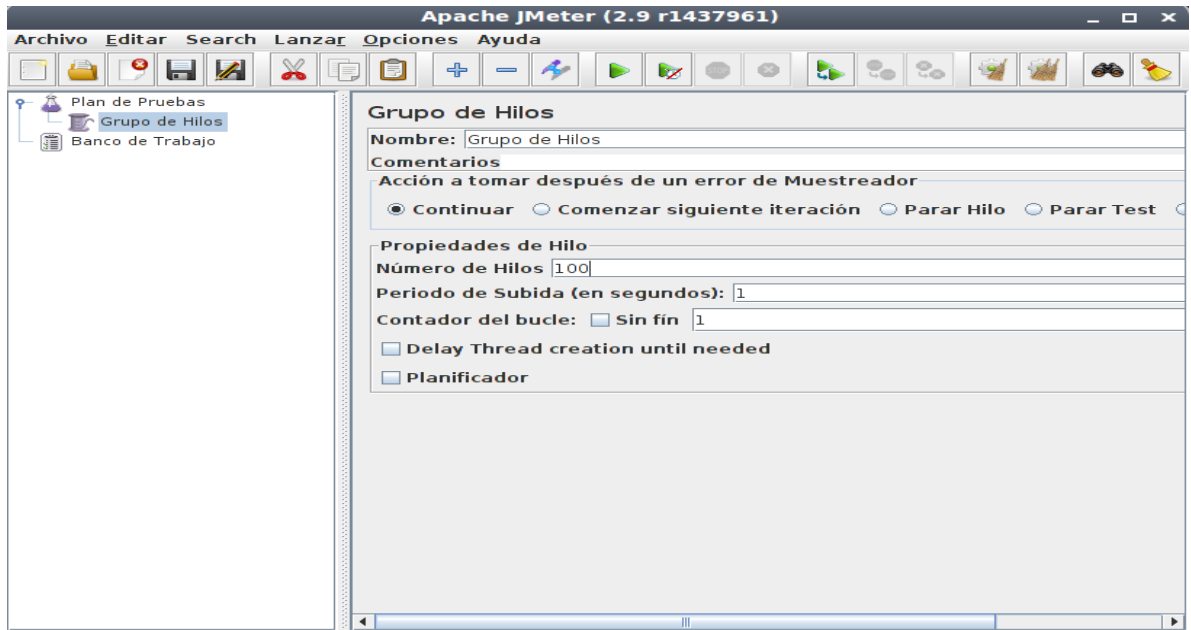 Apache JMeter (2.9 r1437961)
Archivo Editar Search Lanzar Opciones Ayuda
Plan de Pruebas
Grupo de Hilos
Banco de Trabajo
Grupo de Hilos
Nombre: Grupo de Hilos
Comentarios
Acción a tomar después de un error de Muestreador
Continuar Comenzar siguiente iteración Parar Hilo Parar Test
Propiedades de Hilo
Número de Hilos 100
Periodo de Subida (en segundos): 1
Contador del bucle: Sin fín 1
Delay Thread creation until needed
Planificador